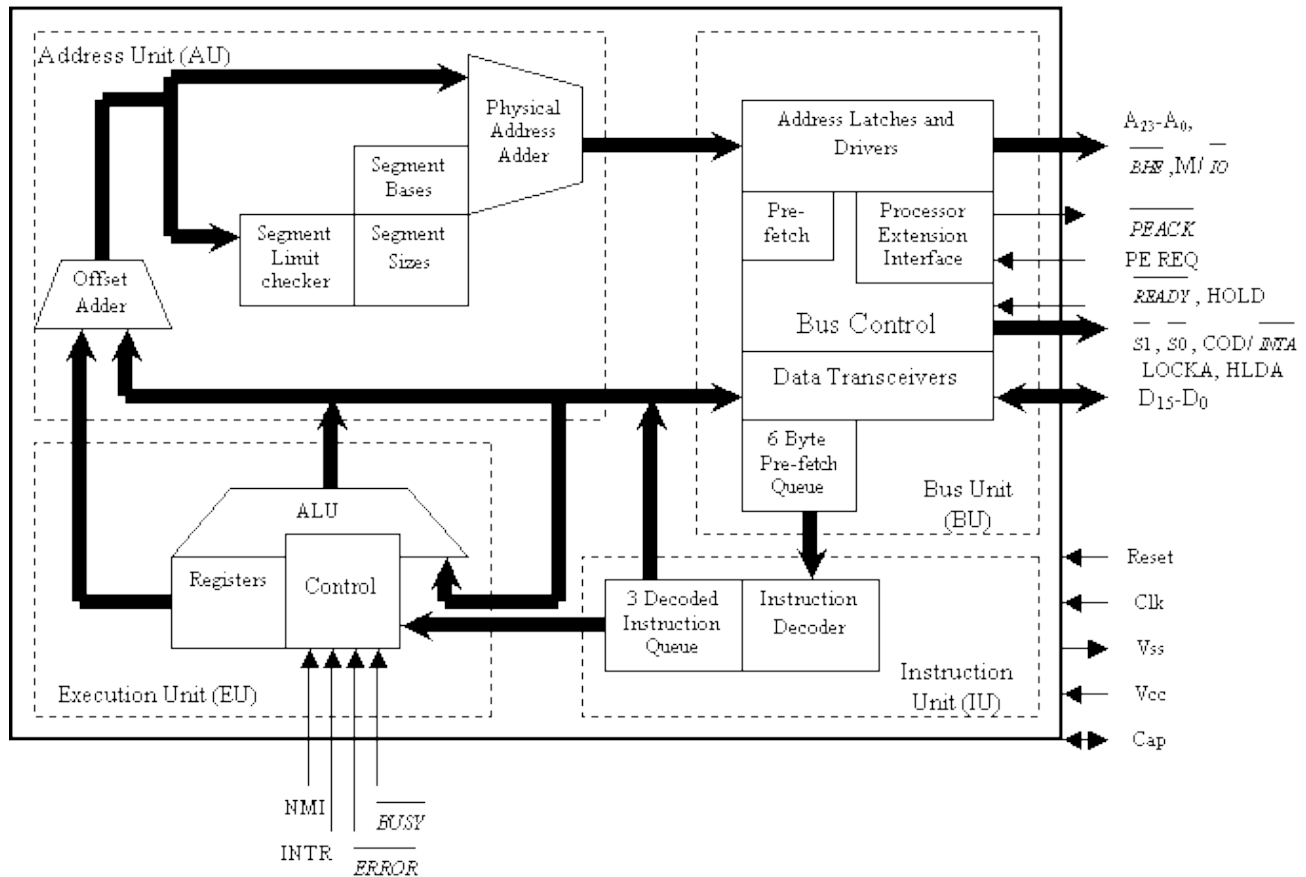 Address Unit (AU)
Physical
Address
Adder
Segment
Bases
Segment
Limit
checker
Segment
Sizes
Offset
Adder
Address Latches and
Drivers
Pre-
fetch
Processor
Extension
Interface
Bus Control
Data Transceivers
6 Byte
Pre-fetch
Queue
Bus Unit
(BU)
A23-A0,
BHE ,M/ IO
PEACK
PE REQ
READY , HOLD
S1, S0, COD/ INTA
LOCKA, HLDA
D15-D0
ALU
Registers
Control
Execution Unit (EU)
3 Decoded
Instruction
Queue
Instruction
Decoder
Instruction
Unit (IU)
Reset
Clk
Vss
Vcc
Cap
NMI
BUSY
INTR
ERROR